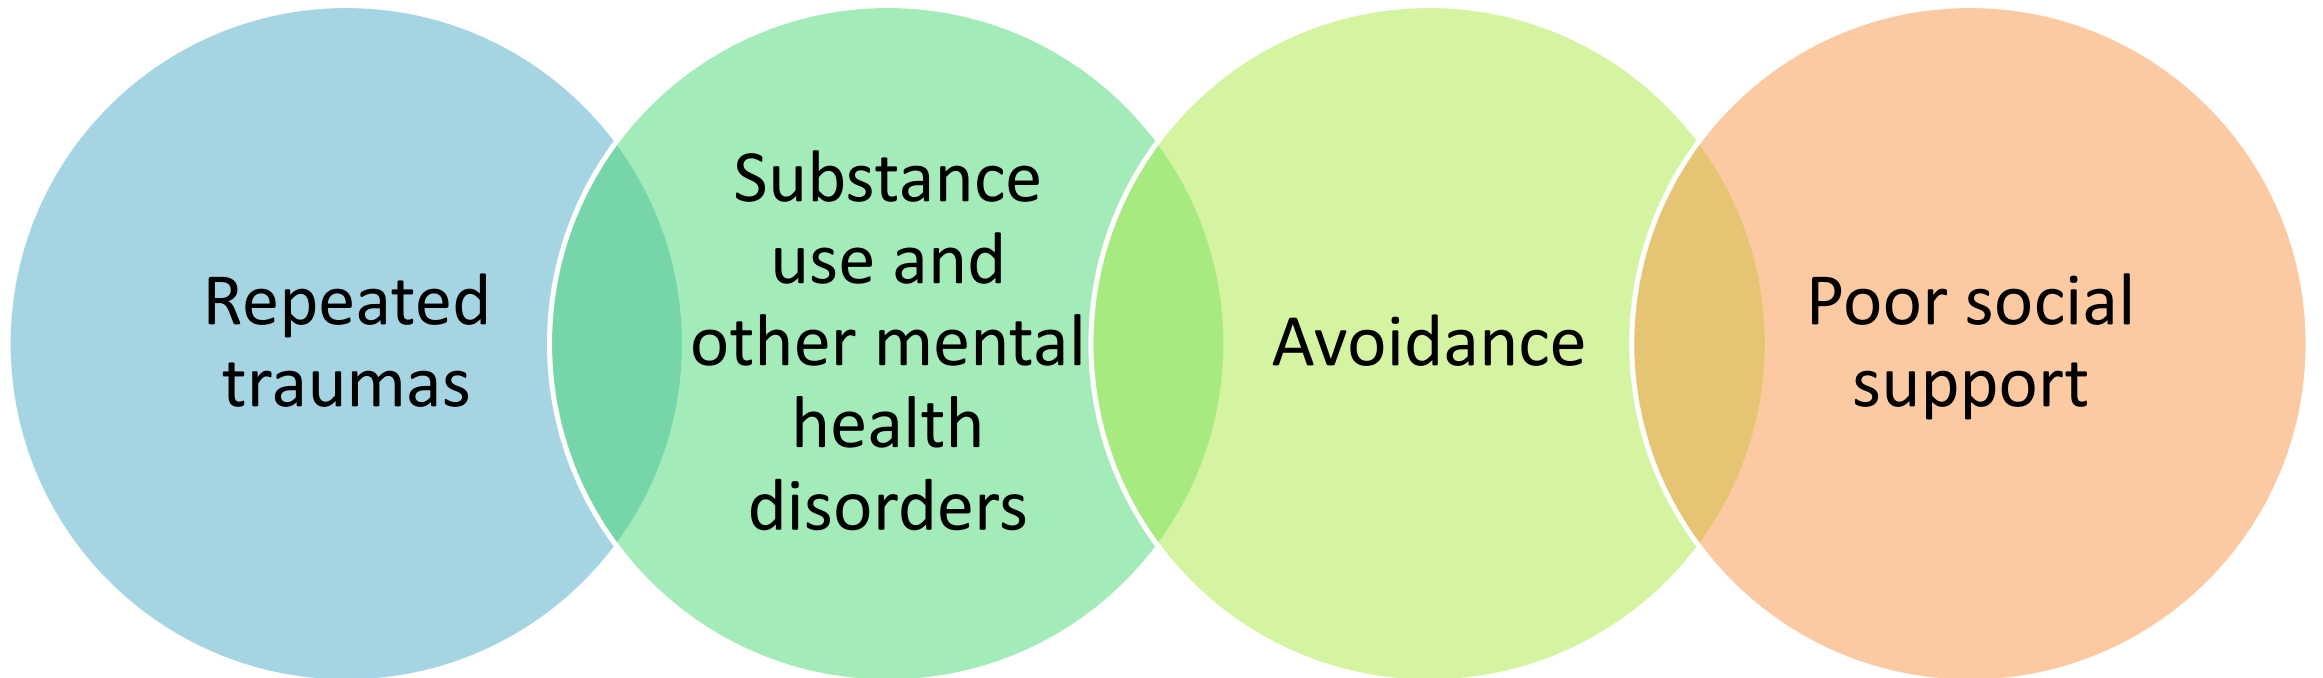 Repeated
traumas
Substance
use and
other mental
health
disorders
Avoidance
Poor social
support